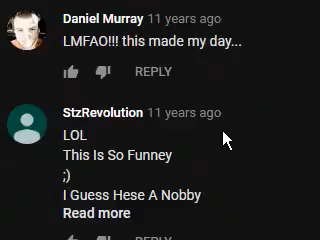 Daniel Murray 11 years ago
LMFAO!!! this made my day...
REPLY
StzRevolution 11 years ago
LOL
This Is So Funney
;)
I Guess Hese A Nobby
Read more
REPLY